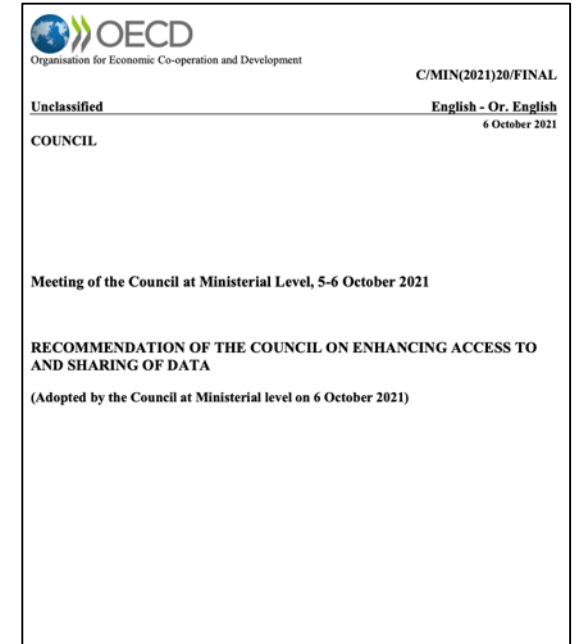 OECD
Organisation for Economic Co-operation and Development
C/MIN(2021)20/FINAL
Unclassified English - Or. English
6 October 2021
COUNCIL
Meeting of the Council at Ministerial Level, 5-6 October 2021
RECOMMENDATION OF THE COUNCIL ON ENHANCING ACCESS TO
AND SHARING OF DATA
(Adopted by the Council at Ministerial level on 6 October 2021)